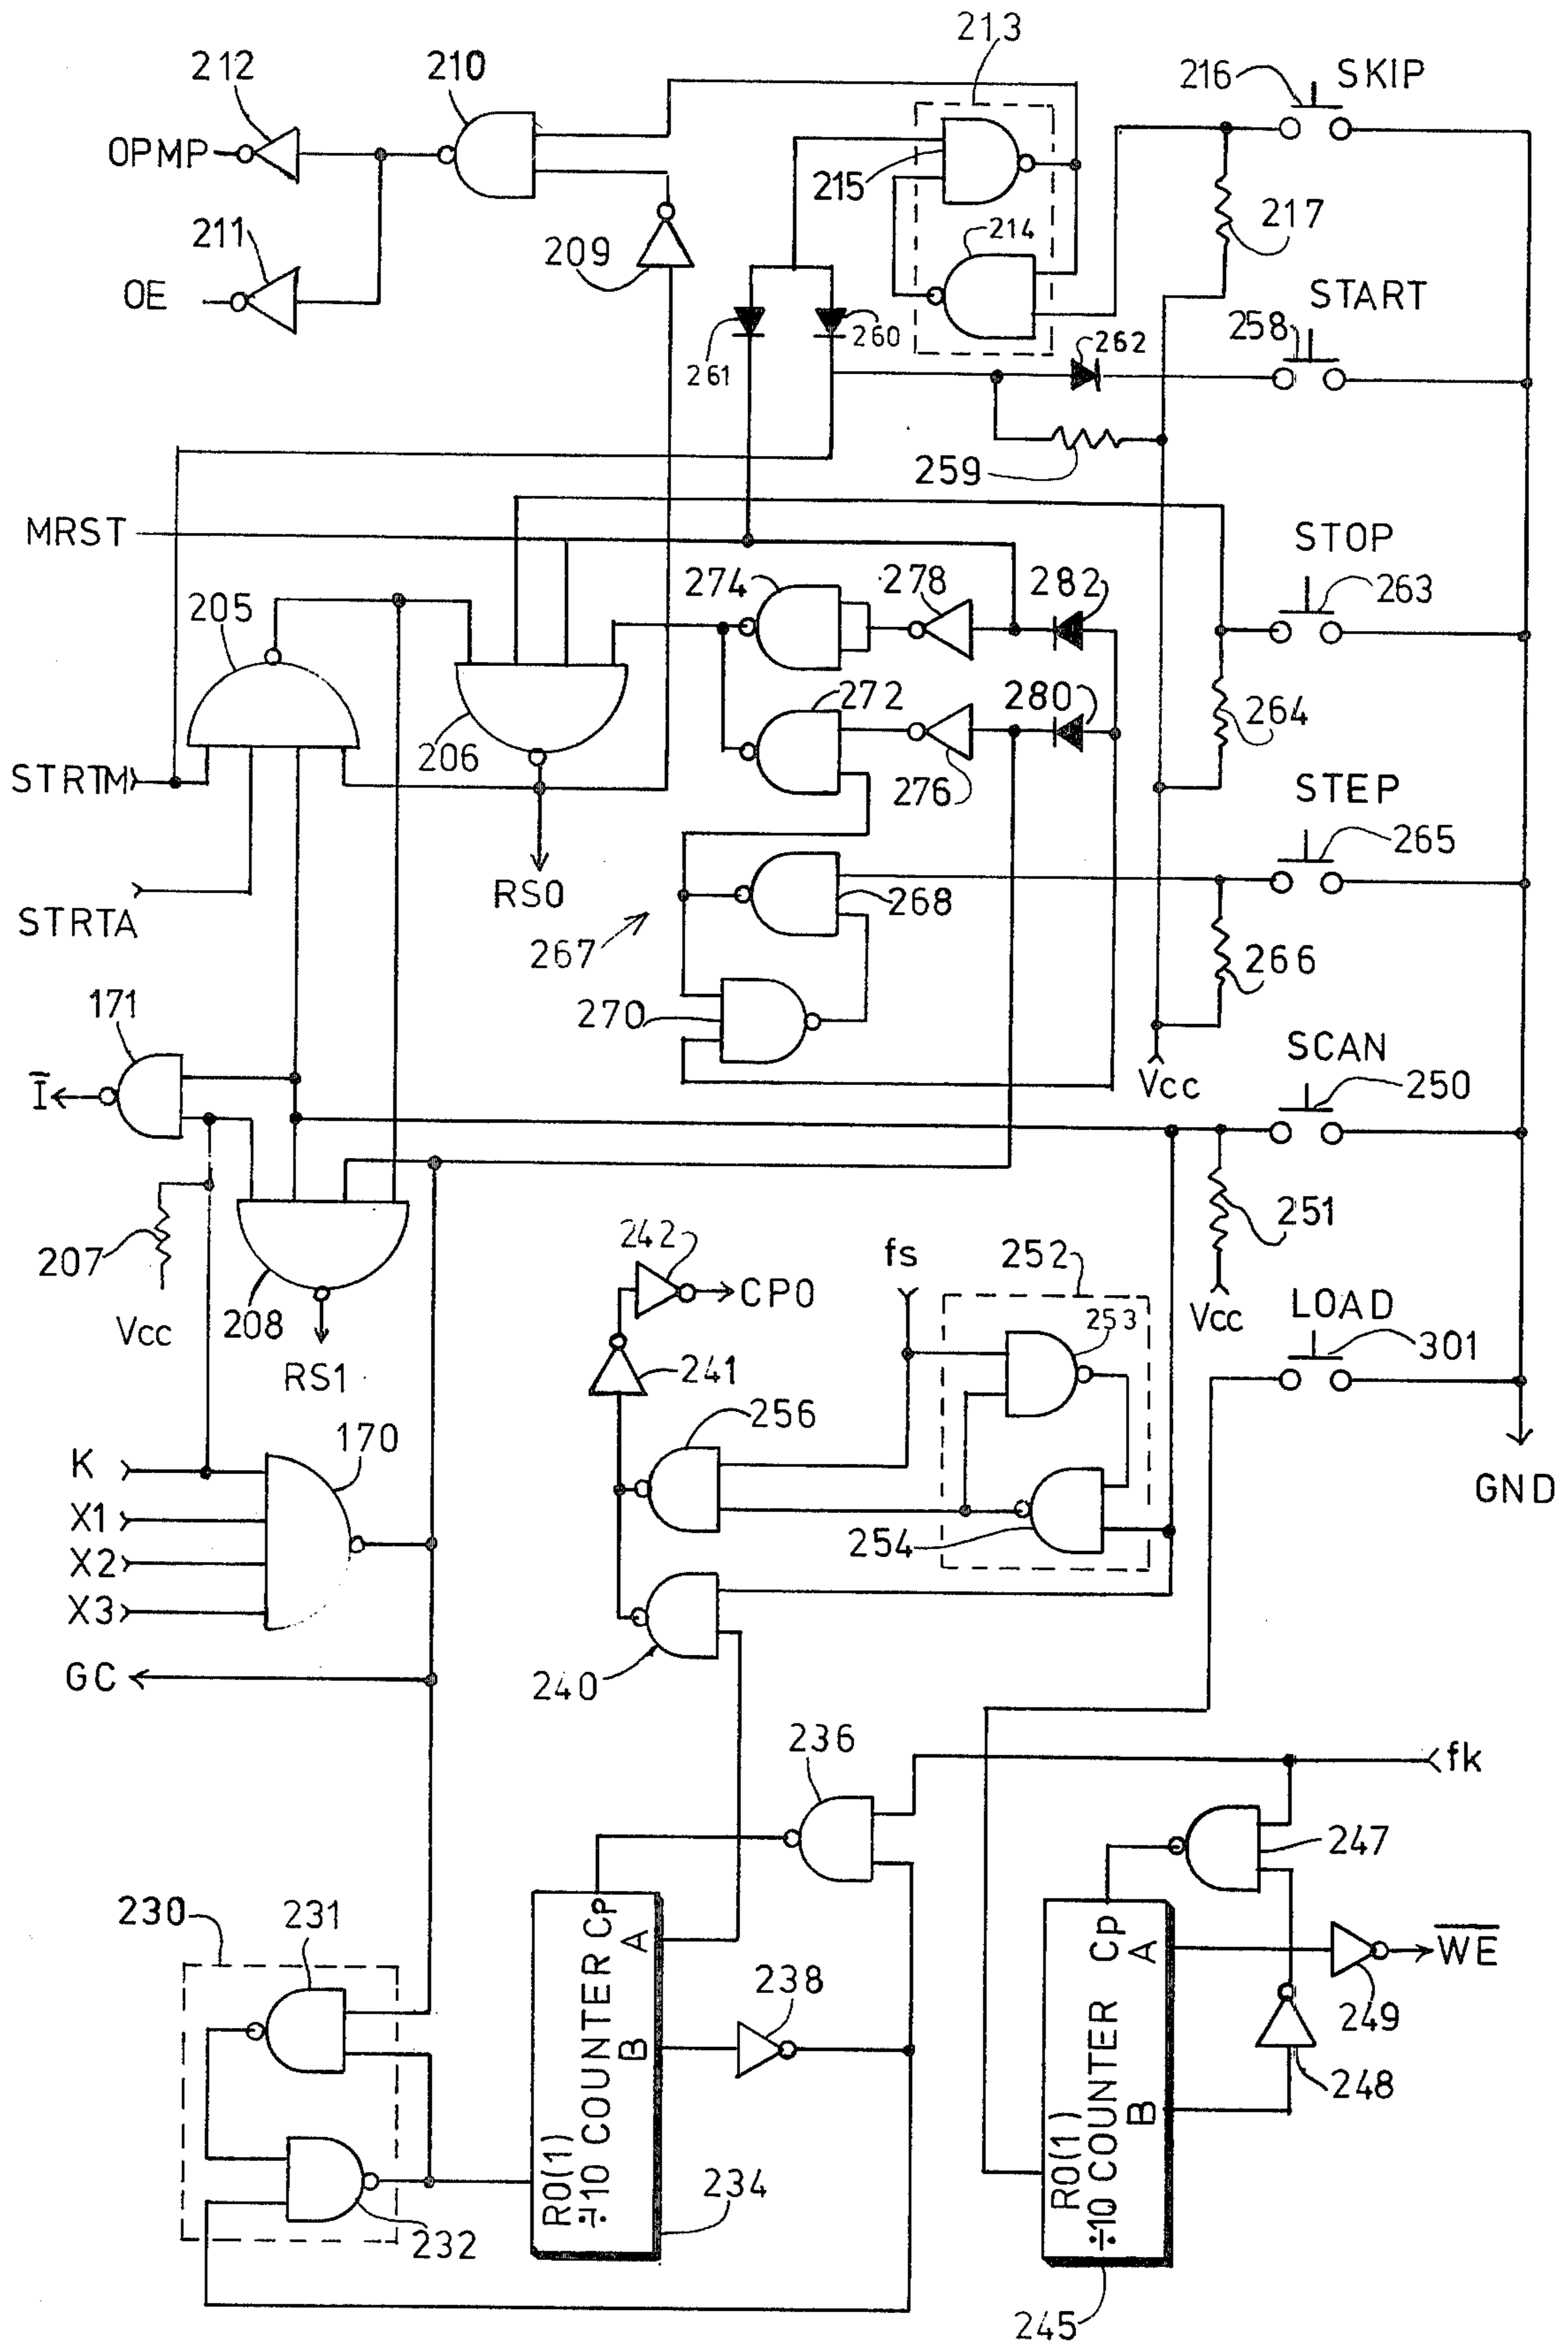 213
212
210
216
SKIP
OPMP
215
217
211
214
209
OE
START
258
262
260
261
259
MRST
STOP
274
278
282
263
205
272
280
264
206
STRTM
276
STEP
265
RS0
268
STRTA
267
266
171
270
SCAN
Ī
Vcc
250
207
242
fs
252
251
CP0
Vcc
LOAD
Vcc
208
253
301
RS1
241
256
K
170
GND
X1
254
X2
X3
GC
240
236
fk
247
230
231
Cp
A
Cp
A
W̅E̅
238
249
B
248
R0(1)
÷10 COUNTER
B
R0(1)
÷10 COUNTER
234
232
245